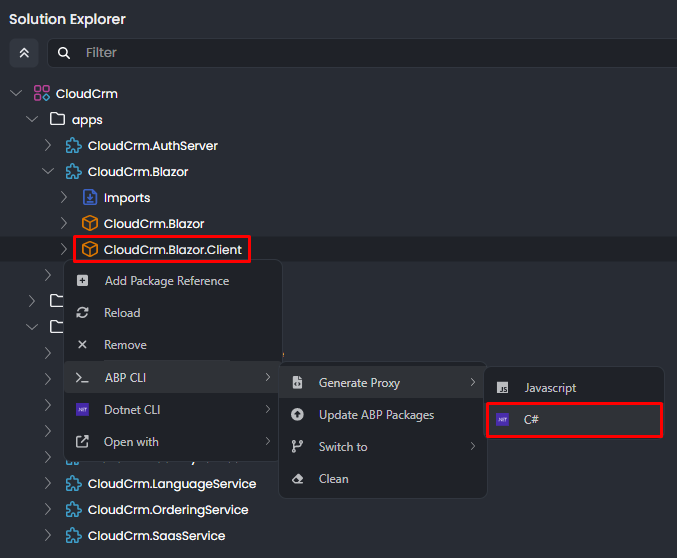 Solution Explorer
Filter
CloudCrm
apps
CloudCrm.AuthServer
CloudCrm.Blazor
Imports
CloudCrm.Blazor
CloudCrm.Blazor.Client
Add Package Reference
Reload
Remove
ABP CLI
Generate Proxy
Javascript
.NET Dotnet CLI
Update ABP Packages
.NET C#
Open with
Switch to
Clean
CloudCrm.LanguageService
CloudCrm.OrderingService
CloudCrm.SaasService